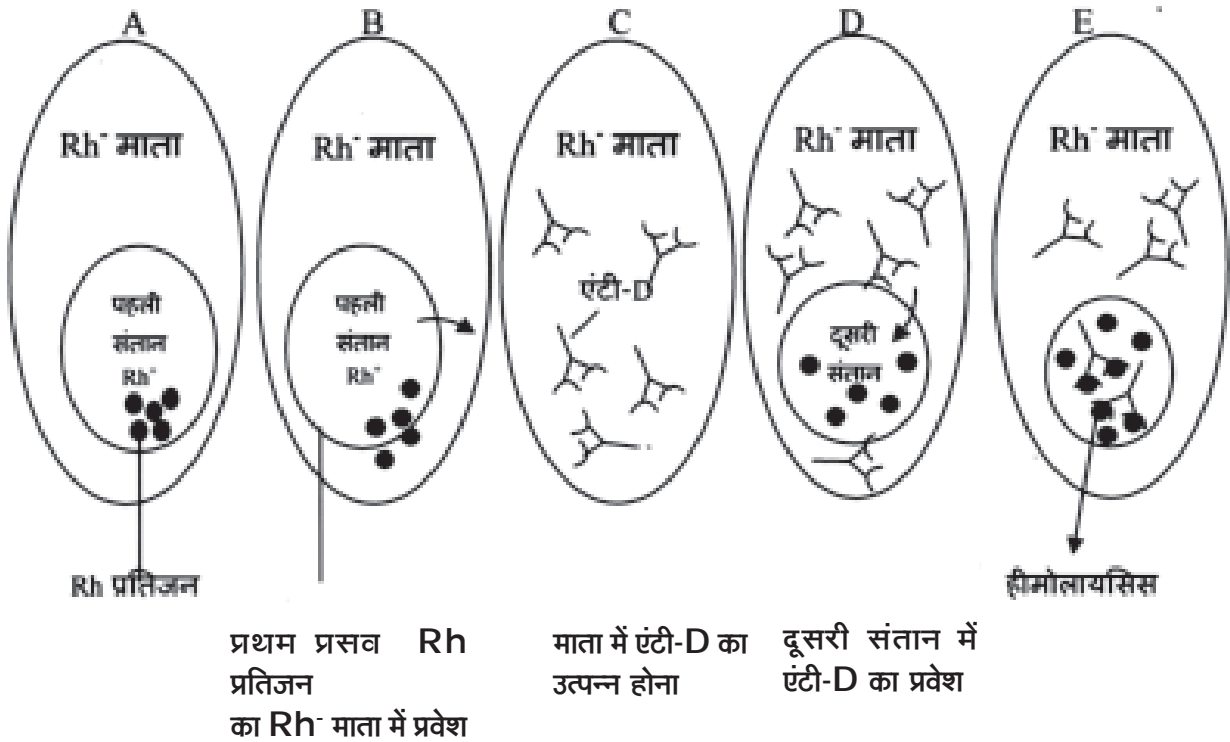 A B C D E
Rh⁻ माता Rh⁻ माता Rh⁻ माता Rh⁻ माता Rh⁻ माता
पहली
संतान
Rh⁺
पहली
संतान
Rh⁺
एंटी-D
दूसरी
संतान
Rh प्रतिजन
हीमोलायसिस
प्रथम प्रसव Rh
प्रतिजन
का Rh⁻ माता में प्रवेश
माता में एंटी-D का
उत्पन्न होना
दूसरी संतान में
एंटी-D का प्रवेश